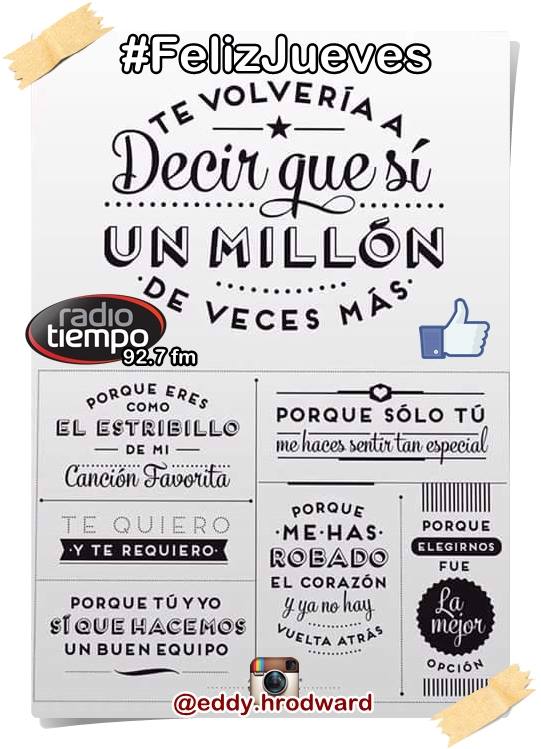 #FelizJueves
TE VOLVERÍA A
Decir que sí
UN MILLÓN
DE VECES MÁS
radio
tiempo
92.7 fm
PORQUE ERES
COMO
EL ESTRIBILLO
DE MI
Canción Favorita
TE QUIERO
Y TE REQUIERO
PORQUE TÚ Y YO
SÍ QUE HACEMOS
UN BUEN EQUIPO
PORQUE SÓLO TÚ
me haces sentir tan especial
PORQUE
ME HAS
ROBADO
EL CORAZÓN
y ya no hay
VUELTA ATRÁS
PORQUE
ELEGIRNOS
FUE
La
mejor
OPCIÓN
@eddy.hrodward